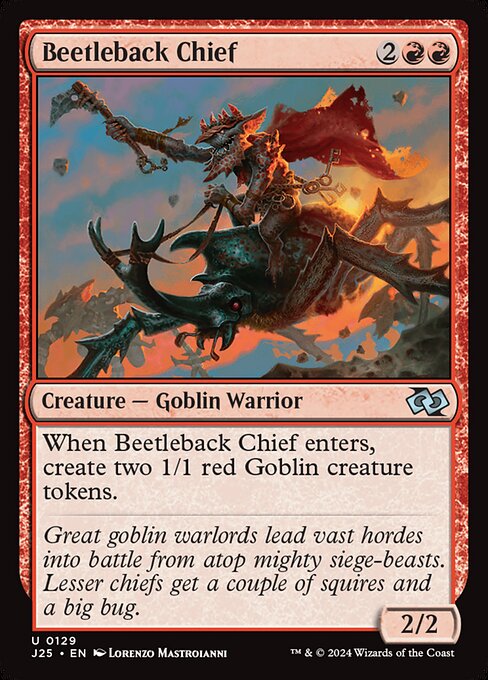 Beetleback Chief 2
Creature — Goblin Warrior
When Beetleback Chief enters,
create two 1/1 red Goblin creature
tokens.
Great goblin warlords lead vast hordes
into battle from atop mighty siege-beasts.
Lesser chiefs get a couple of squires and
a big bug.
2/2
U 0129
J25 • EN Lorenzo Mastroianni ™ & © 2024 Wizards of the Coast